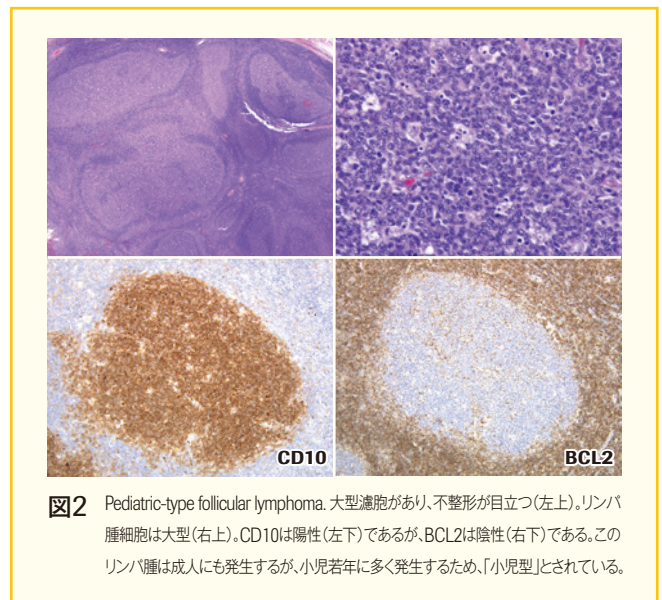 CD10
BCL2
図2 Pediatric-type follicular lymphoma. 大型濾胞があり、不整形が目立つ(左上)。リンパ
腫細胞は大型(右上)。CD10は陽性(左下)であるが、BCL2は陰性(右下)である。この
リンパ腫は成人にも発生するが、小児若年に多く発生するため、「小児型」とされている。